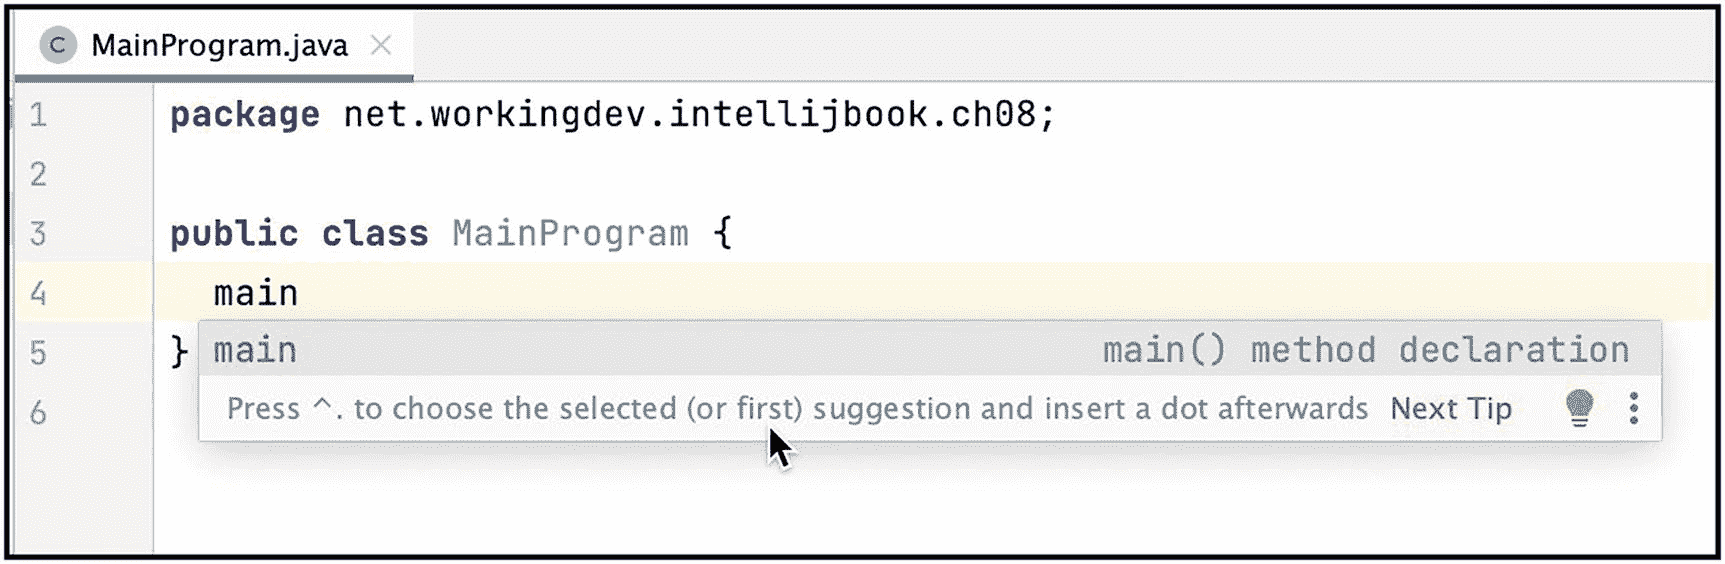 C MainProgram.java ×
1 package net.workingdev.intellijbook.ch08;
2
3 public class MainProgram {
4 main
5 }
main main() method declaration
Press ^. to choose the selected (or first) suggestion and insert a dot afterwards Next Tip
6